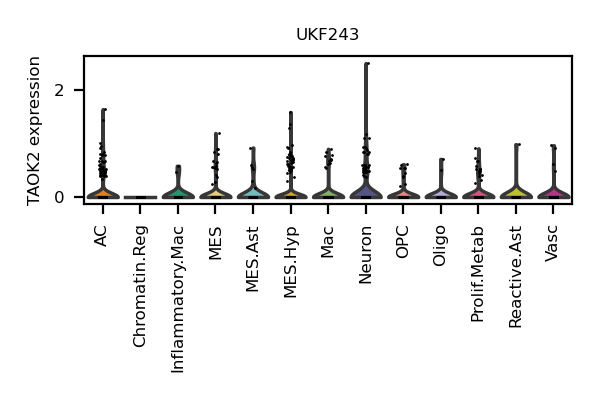 UKF243
TAOK2 expression
2
0
AC
Chromatin.Reg
Inflammatory.Mac
MES
MES.Ast
MES.Hyp
Mac
Neuron
OPC
Oligo
Prolif.Metab
Reactive.Ast
Vasc